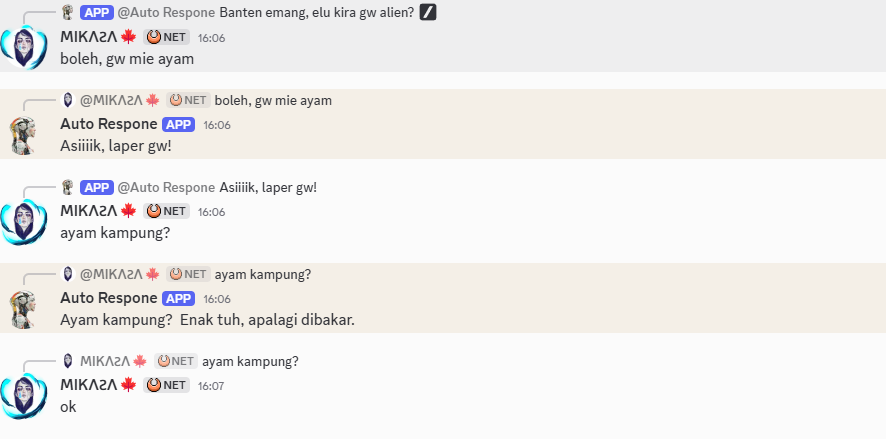 APP @Auto Respone Banten emang, elu kira gw alien?
MIKΛƧΛ NET 16:06
boleh, gw mie ayam
@MIKΛƧΛ NET boleh, gw mie ayam
Auto Respone APP 16:06
Asiiiik, laper gw!
APP @Auto Respone Asiiiik, laper gw!
MIKΛƧΛ NET 16:06
ayam kampung?
@MIKΛƧΛ NET ayam kampung?
Auto Respone APP 16:06
Ayam kampung? Enak tuh, apalagi dibakar.
MIKΛƧΛ NET ayam kampung?
MIKΛƧΛ NET 16:07
ok